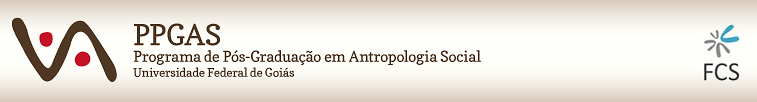 PPGAS
Programa de Pós-Graduação em Antropologia Social
Universidade Federal de Goiás
FCS